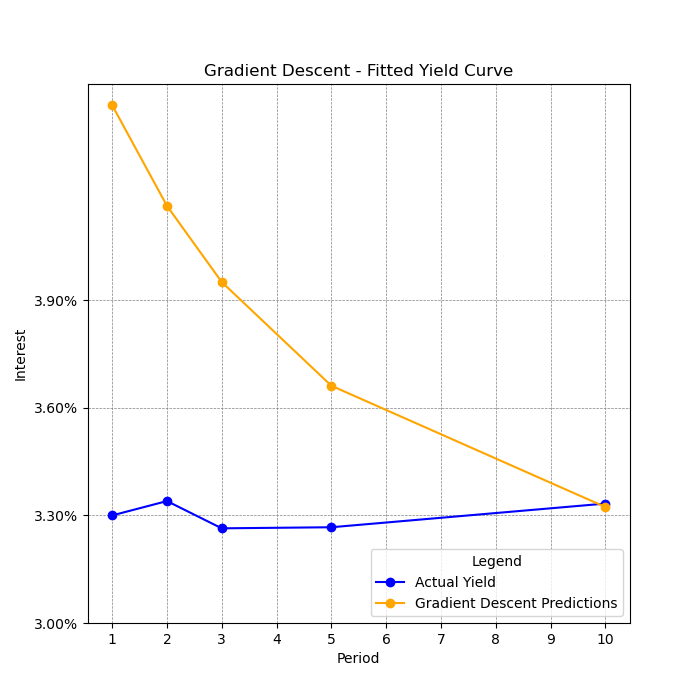 Gradient Descent - Fitted Yield Curve
Interest
3.90%
3.60%
3.30%
3.00%
Legend
Actual Yield
Gradient Descent Predictions
1 2 3 4 5 6 7 8 9 10
Period